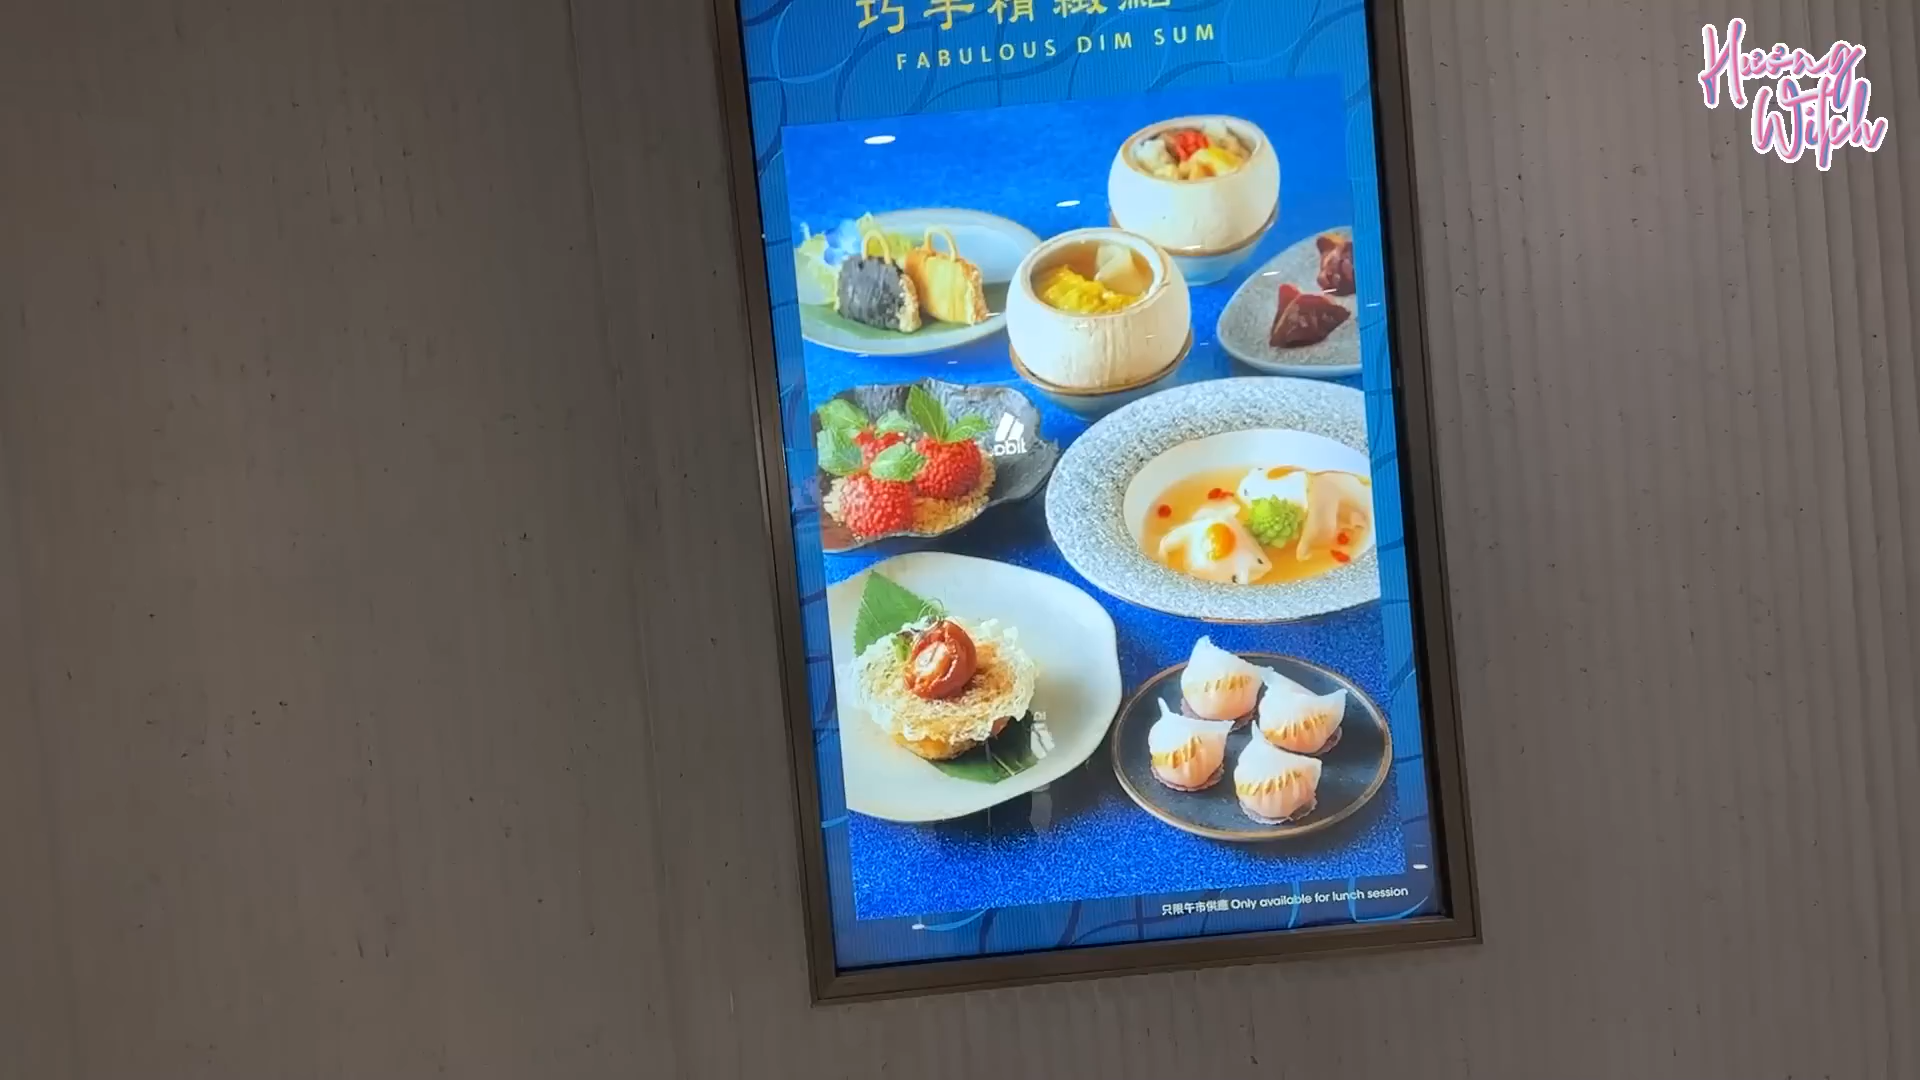 巧手精緻點
FABULOUS DIM SUM
Hương
Witch
只限午市供應 Only available for lunch session